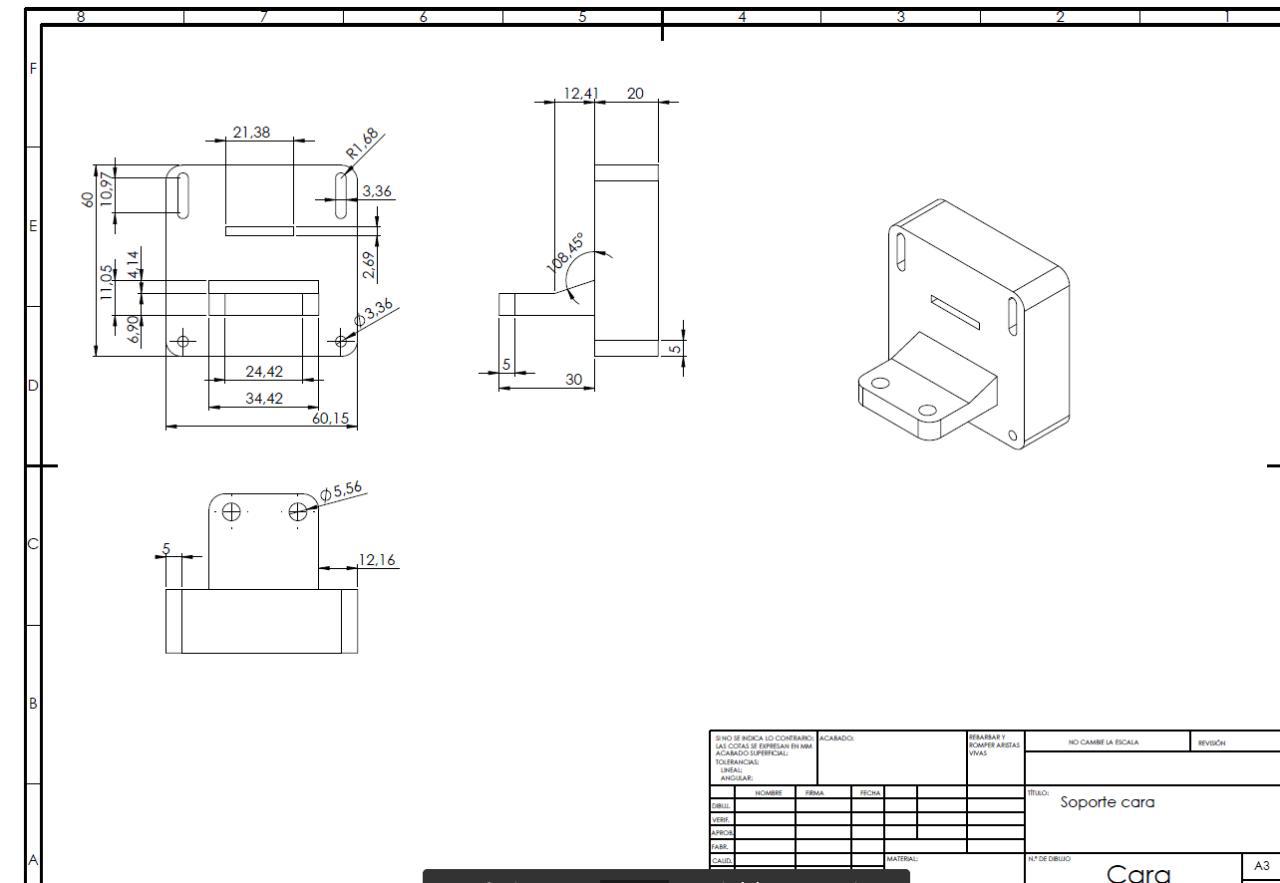 8 7 6 5 4 3 2 1
F
E
D
C
B
A
21,38
R1,68
60
10,97
3,36
4,14
11,05
2,69
6,90
Ø3,36
24,42
34,42
60,15
12,41 20
108,45°
5
5
30
Ø5,56
5
12,16
SI NO SE INDICA LO CONTRARIO:
LAS COTAS SE EXPRESAN EN MM
ACABADO SUPERFICIAL:
TOLERANCIAS:
LINEAL:
ANGULAR:
ACABADO:
REBARBAR Y
ROMPER ARISTAS
VIVAS
NO CAMBIE LA ESCALA
REVISIÓN
NOMBRE FIRMA FECHA
DIBUJ.
VERIF.
APROB.
FABR.
CALID.
MATERIAL:
TÍTULO:
Soporte cara
N.º DE DIBUJO
Cara
A3